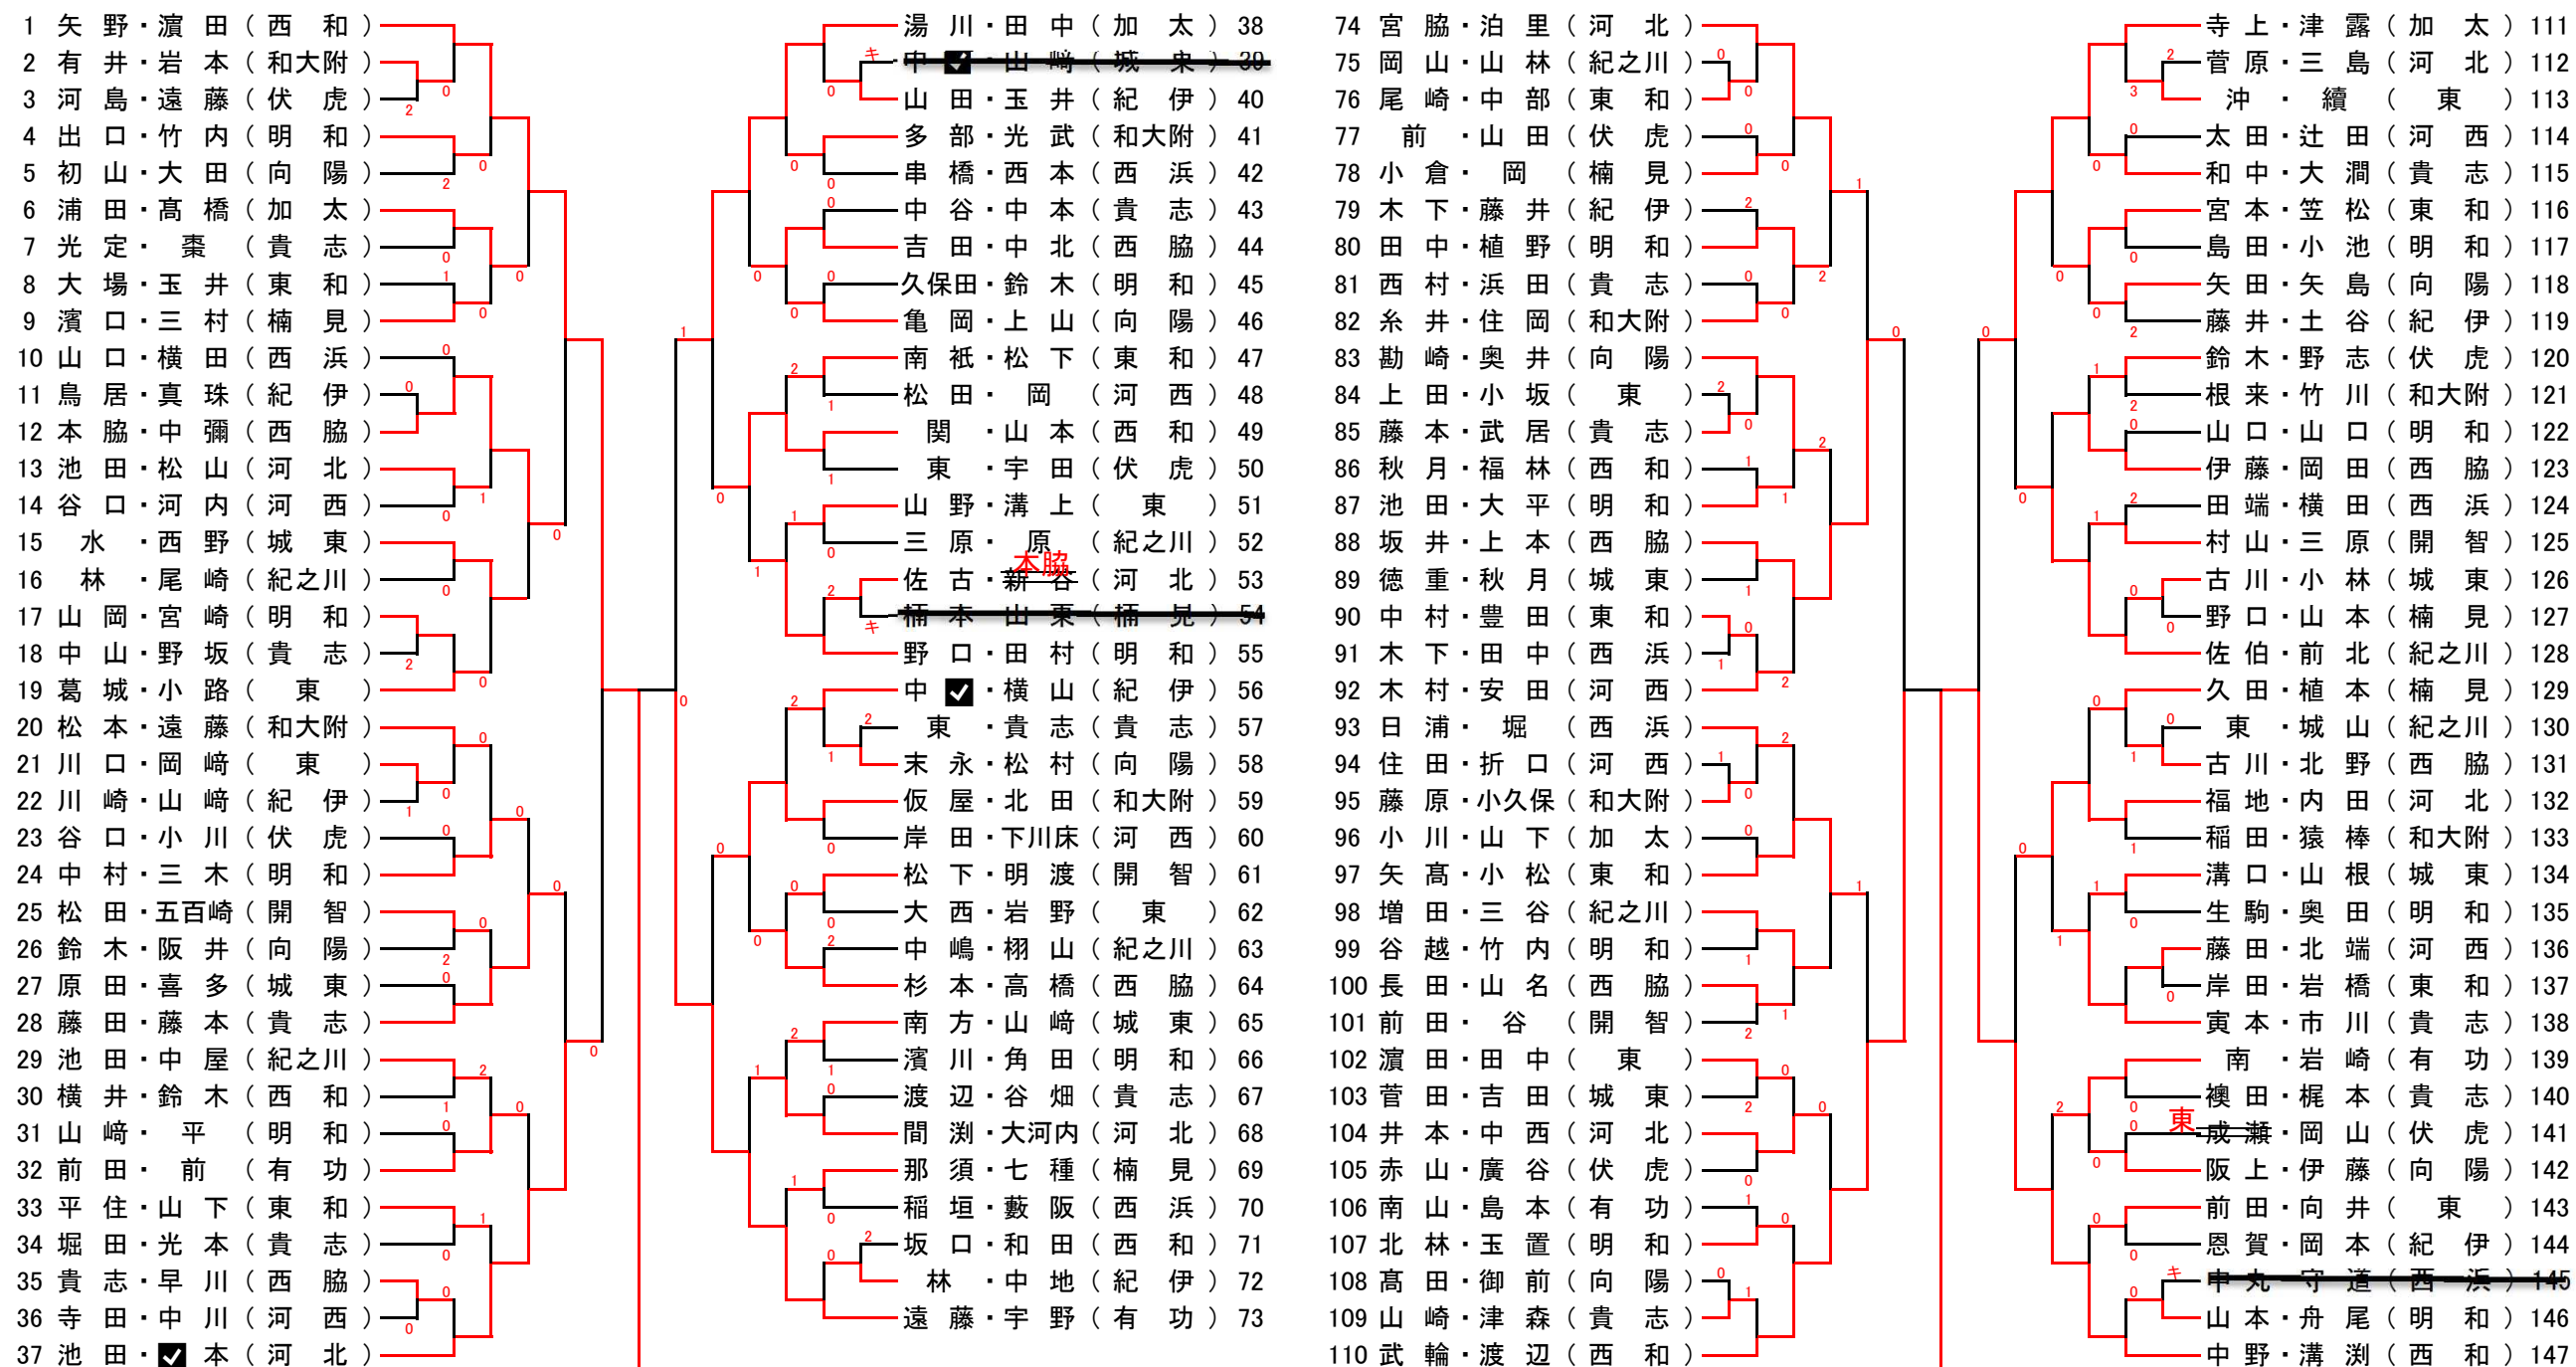 1 矢野・濵田（西和）
2 有井・岩本（和大附）
3 河島・遠藤（伏虎）
4 出口・竹内（明和）
5 初山・大田（向陽）
6 浦田・髙橋（加太）
7 光定・棗（貴志）
8 大場・玉井（東和）
9 濱口・三村（楠見）
10 山口・横田（西浜）
11 鳥居・真珠（紀伊）
12 本脇・中彌（西脇）
13 池田・松山（河北）
14 谷口・河内（河西）
15 水・西野（城東）
16 林・尾崎（紀之川）
17 山岡・宮崎（明和）
18 中山・野坂（貴志）
19 葛城・小路（東）
20 松本・遠藤（和大附）
21 川口・岡﨑（東）
22 川崎・山﨑（紀伊）
23 谷口・小川（伏虎）
24 中村・三木（明和）
25 松田・五百崎（開智）
26 鈴木・阪井（向陽）
27 原田・喜多（城東）
28 藤田・藤本（貴志）
29 池田・中屋（紀之川）
30 横井・鈴木（西和）
31 山﨑・平（明和）
32 前田・前（有功）
33 平住・山下（東和）
34 堀田・光本（貴志）
35 貴志・早川（西脇）
36 寺田・中川（河西）
37 池田・本（河北）
湯川・田中（加太）38
中・山﨑（城東）39
山田・玉井（紀伊）40
多部・光武（和大附）41
串橋・西本（西浜）42
中谷・中本（貴志）43
吉田・中北（西脇）44
久保田・鈴木（明和）45
亀岡・上山（向陽）46
南祇・松下（東和）47
松田・岡（河西）48
関・山本（西和）49
東・宇田（伏虎）50
山野・溝上（東）51
三原・原（紀之川）52
本脇
佐古・新谷（河北）53
楠本・山東（楠見）54
野口・田村（明和）55
中・横山（紀伊）56
東・貴志（貴志）57
末永・松村（向陽）58
仮屋・北田（和大附）59
岸田・下川床（河西）60
松下・明渡（開智）61
大西・岩野（東）62
中嶋・栩山（紀之川）63
杉本・高橋（西脇）64
南方・山﨑（城東）65
濱川・角田（明和）66
渡辺・谷畑（貴志）67
間渕・大河内（河北）68
那須・七種（楠見）69
稲垣・藪阪（西浜）70
坂口・和田（西和）71
林・中地（紀伊）72
遠藤・宇野（有功）73
74 宮脇・泊里（河北）
75 岡山・山林（紀之川）
76 尾崎・中部（東和）
77 前・山田（伏虎）
78 小倉・岡（楠見）
79 木下・藤井（紀伊）
80 田中・植野（明和）
81 西村・浜田（貴志）
82 糸井・住岡（和大附）
83 勘崎・奥井（向陽）
84 上田・小坂（東）
85 藤本・武居（貴志）
86 秋月・福林（西和）
87 池田・大平（明和）
88 坂井・上本（西脇）
89 徳重・秋月（城東）
90 中村・豊田（東和）
91 木下・田中（西浜）
92 木村・安田（河西）
93 日浦・堀（西浜）
94 住田・折口（河西）
95 藤原・小久保（和大附）
96 小川・山下（加太）
97 矢髙・小松（東和）
98 増田・三谷（紀之川）
99 谷越・竹内（明和）
100 長田・山名（西脇）
101 前田・谷（開智）
102 濵田・田中（東）
103 菅田・吉田（城東）
104 井本・中西（河北）
105 赤山・廣谷（伏虎）
106 南山・島本（有功）
107 北林・玉置（明和）
108 髙田・御前（向陽）
109 山崎・津森（貴志）
110 武輪・渡辺（西和）
寺上・津露（加太）111
菅原・三島（河北）112
沖・續（東）113
太田・辻田（河西）114
和中・大澗（貴志）115
宮本・笠松（東和）116
島田・小池（明和）117
矢田・矢島（向陽）118
藤井・土谷（紀伊）119
鈴木・野志（伏虎）120
根来・竹川（和大附）121
山口・山口（明和）122
伊藤・岡田（西脇）123
田端・横田（西浜）124
村山・三原（開智）125
古川・小林（城東）126
野口・山本（楠見）127
佐伯・前北（紀之川）128
久田・植本（楠見）129
東・城山（紀之川）130
古川・北野（西脇）131
福地・内田（河北）132
稲田・猿棒（和大附）133
溝口・山根（城東）134
生駒・奥田（明和）135
藤田・北端（河西）136
岸田・岩橋（東和）137
寅本・市川（貴志）138
南・岩崎（有功）139
襖田・梶本（貴志）140
東
成瀬・岡山（伏虎）141
阪上・伊藤（向陽）142
前田・向井（東）143
恩賀・岡本（紀伊）144
中丸・守道（西浜）145
山本・舟尾（明和）146
中野・溝渕（西和）147